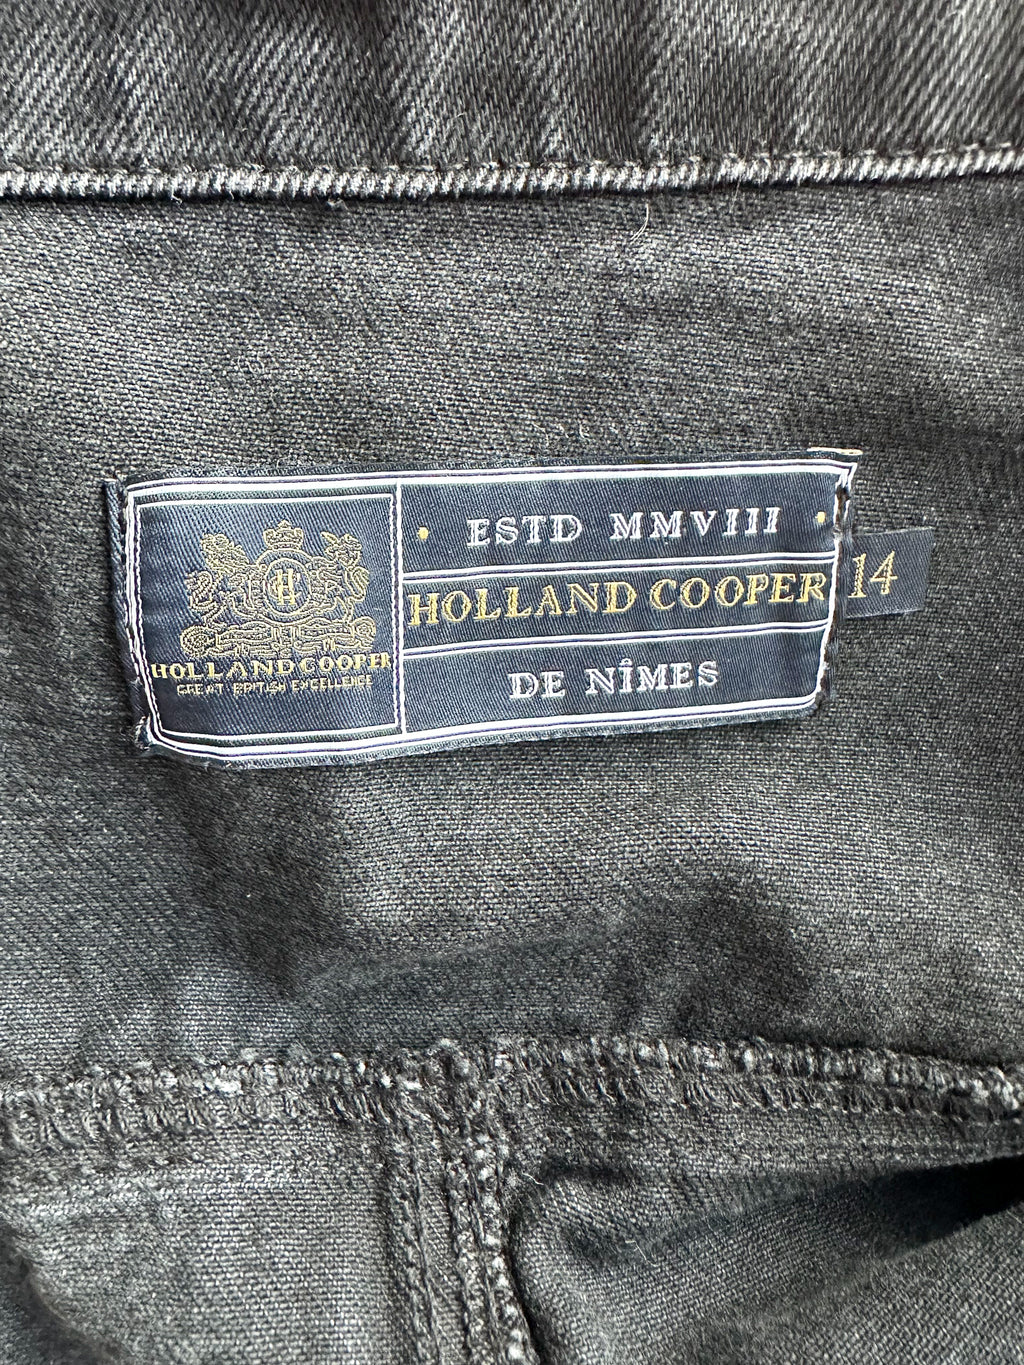 H
HOLLAND COOPER
GREAT BRITISH EXCELLENCE
· ESTD MMVIII ·
HOLLAND COOPER
DE NÎMES
14